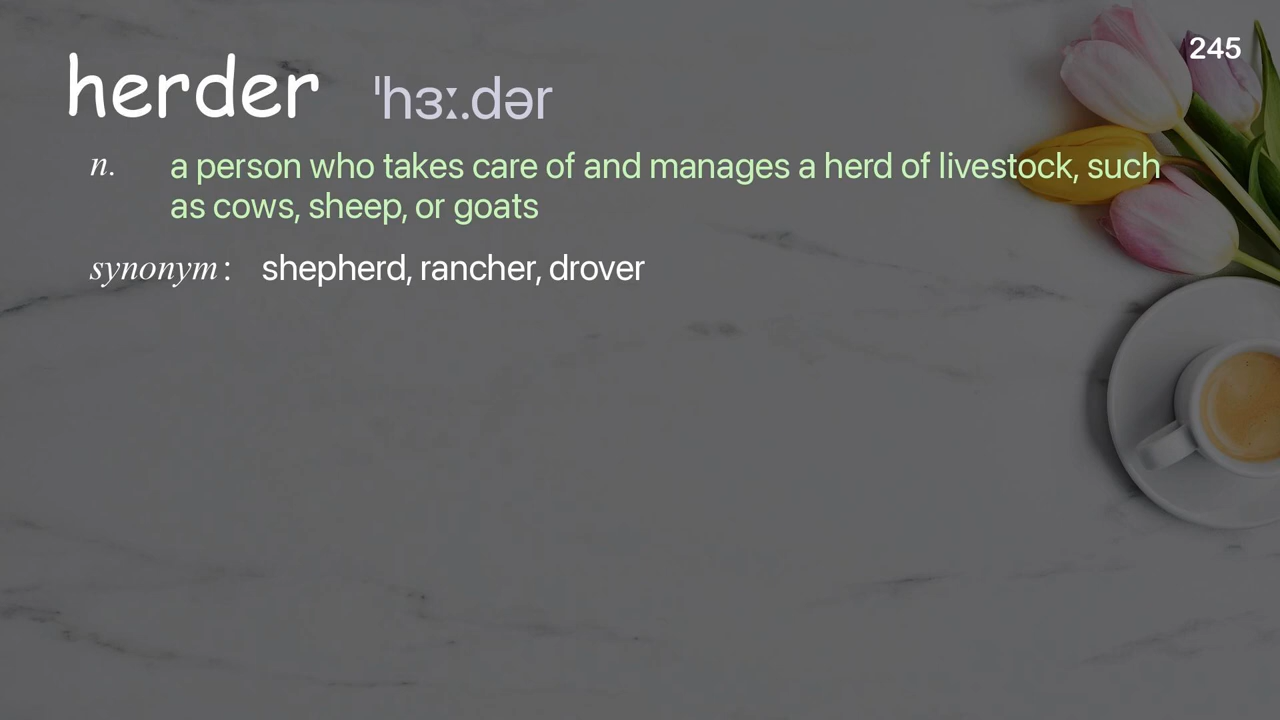 245
herder ˈhɜː.dər
n. a person who takes care of and manages a herd of livestock, such
as cows, sheep, or goats
synonym: shepherd, rancher, drover